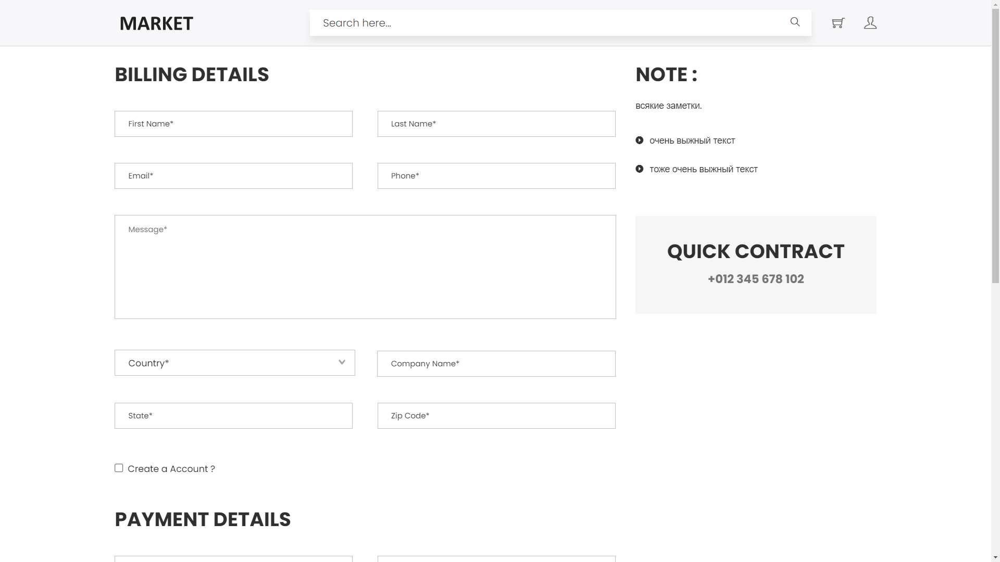 MARKET
Search here...
BILLING DETAILS
First Name*
Last Name*
Email*
Phone*
Message*
Country*
Company Name*
State*
Zip Code*
Create a Account ?
PAYMENT DETAILS
NOTE :
всякие заметки.
очень выжный текст
тоже очень выжный текст
QUICK CONTRACT
+012 345 678 102